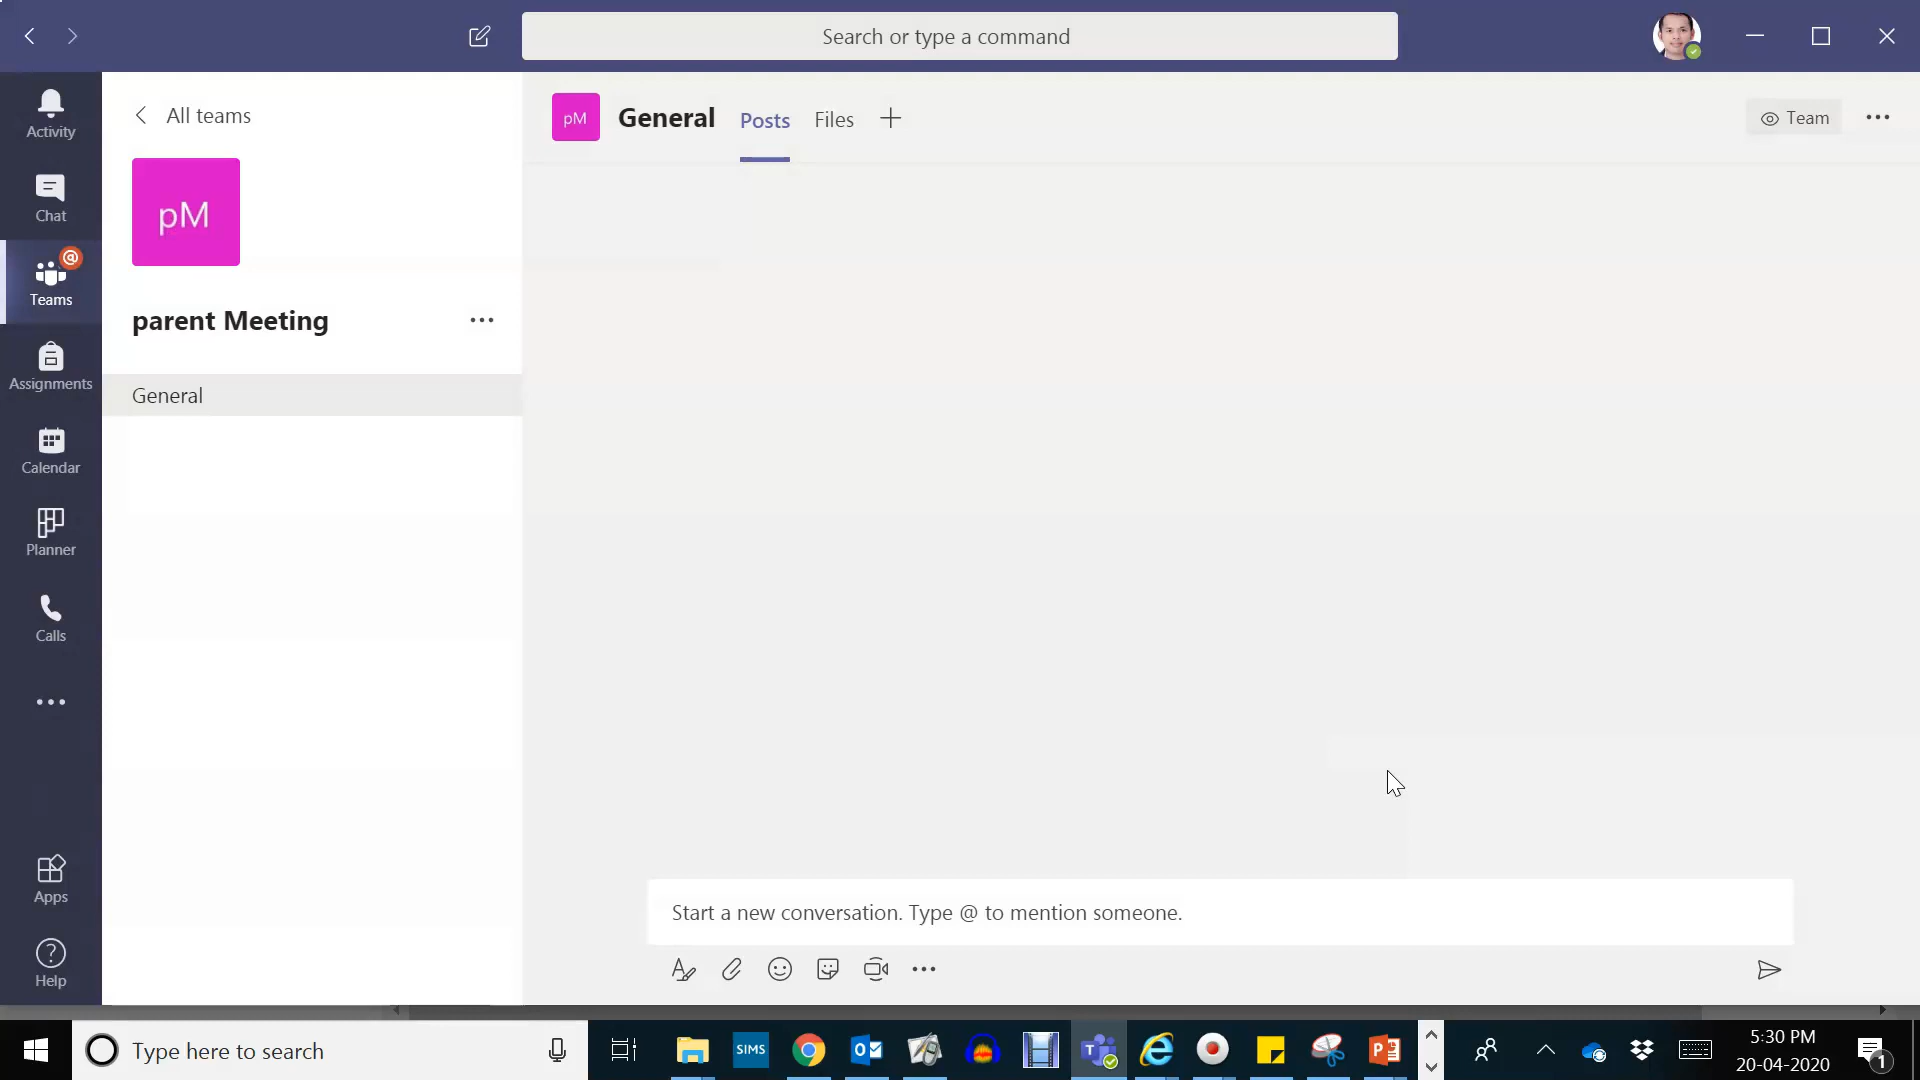 Search or type a command
Activity
Chat
@
Teams
Assignments
Calendar
Planner
Calls
Apps
Help
All teams
pM
parent Meeting
General
pM
General
Posts
Files
Team
Start a new conversation. Type @ to mention someone.
Type here to search
SIMS
5:30 PM
20-04-2020
1